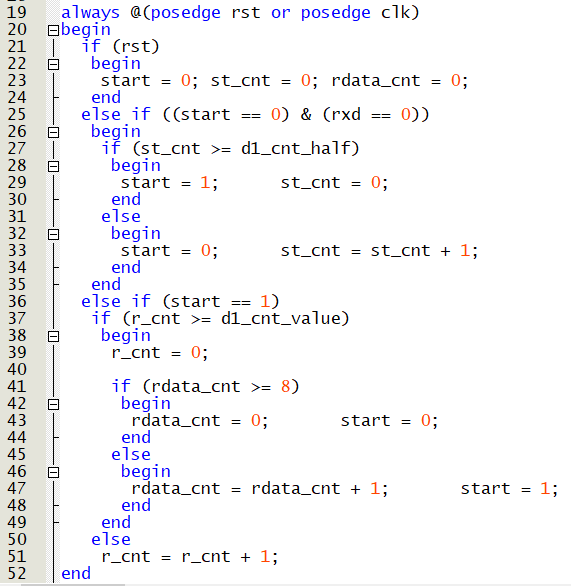 19 always @(posedge rst or posedge clk)
20 begin
21 if (rst)
22 begin
23 start = 0; st_cnt = 0; rdata_cnt = 0;
24 end
25 else if ((start == 0) & (rxd == 0))
26 begin
27 if (st_cnt >= d1_cnt_half)
28 begin
29 start = 1; st_cnt = 0;
30 end
31 else
32 begin
33 start = 0; st_cnt = st_cnt + 1;
34 end
35 end
36 else if (start == 1)
37 if (r_cnt >= d1_cnt_value)
38 begin
39 r_cnt = 0;
40
41 if (rdata_cnt >= 8)
42 begin
43 rdata_cnt = 0; start = 0;
44 end
45 else
46 begin
47 rdata_cnt = rdata_cnt + 1; start = 1;
48 end
49 end
50 else
51 r_cnt = r_cnt + 1;
52 end